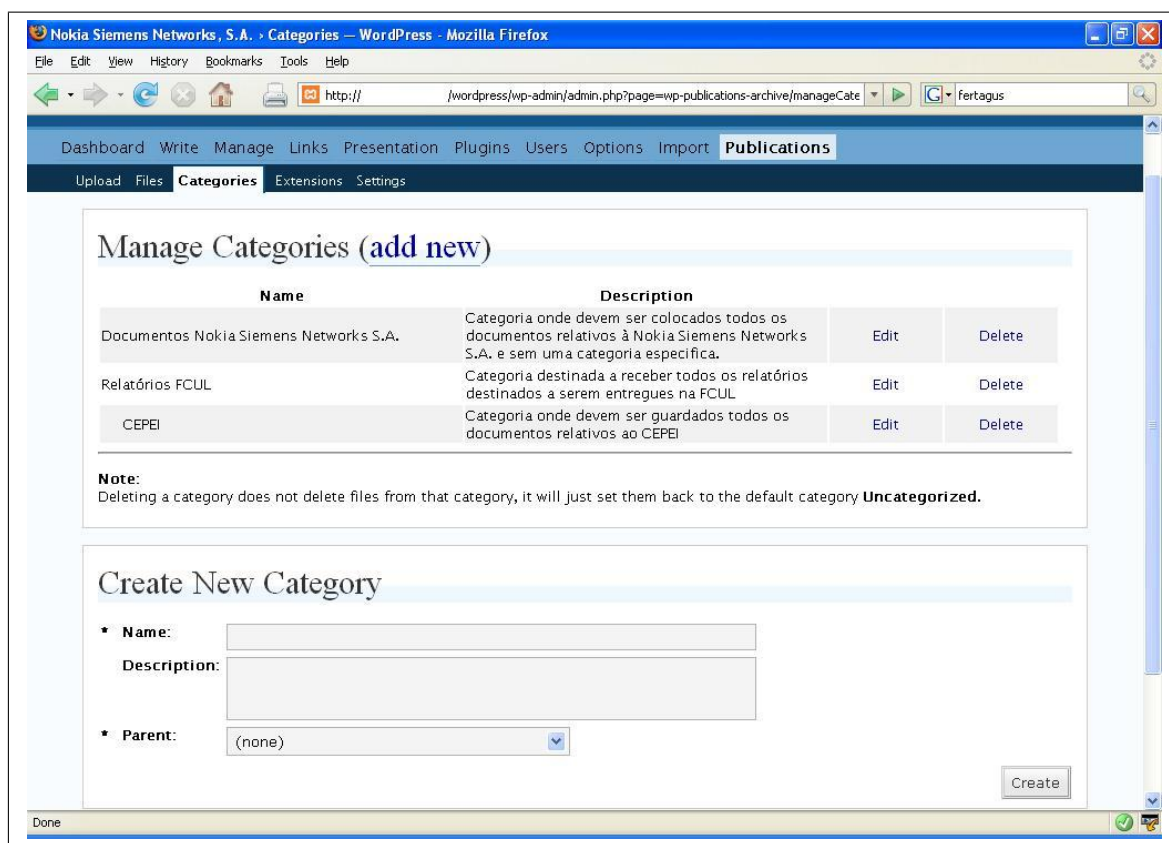 Nokia Siemens Networks, S.A. › Categories — WordPress - Mozilla Firefox
File Edit View History Bookmarks Tools Help
http:// /wordpress/wp-admin/admin.php?page=wp-publications-archive/manageCate G fertagus
Dashboard Write Manage Links Presentation Plugins Users Options Import Publications
Upload Files Categories Extensions Settings
Manage Categories (add new)
Name Description
Documentos Nokia Siemens Networks S.A. Categoria onde devem ser colocados todos os
documentos relativos à Nokia Siemens Networks Edit Delete
S.A. e sem uma categoria especifica.
Relatórios FCUL Categoria destinada a receber todos os relatórios Edit Delete
destinados a serem entregues na FCUL
CEPEI Categoria onde devem ser guardados todos os Edit Delete
documentos relativos ao CEPEI
Note:
Deleting a category does not delete files from that category, it will just set them back to the default category Uncategorized.
Create New Category
* Name:
Description:
* Parent: (none)
Create
Done